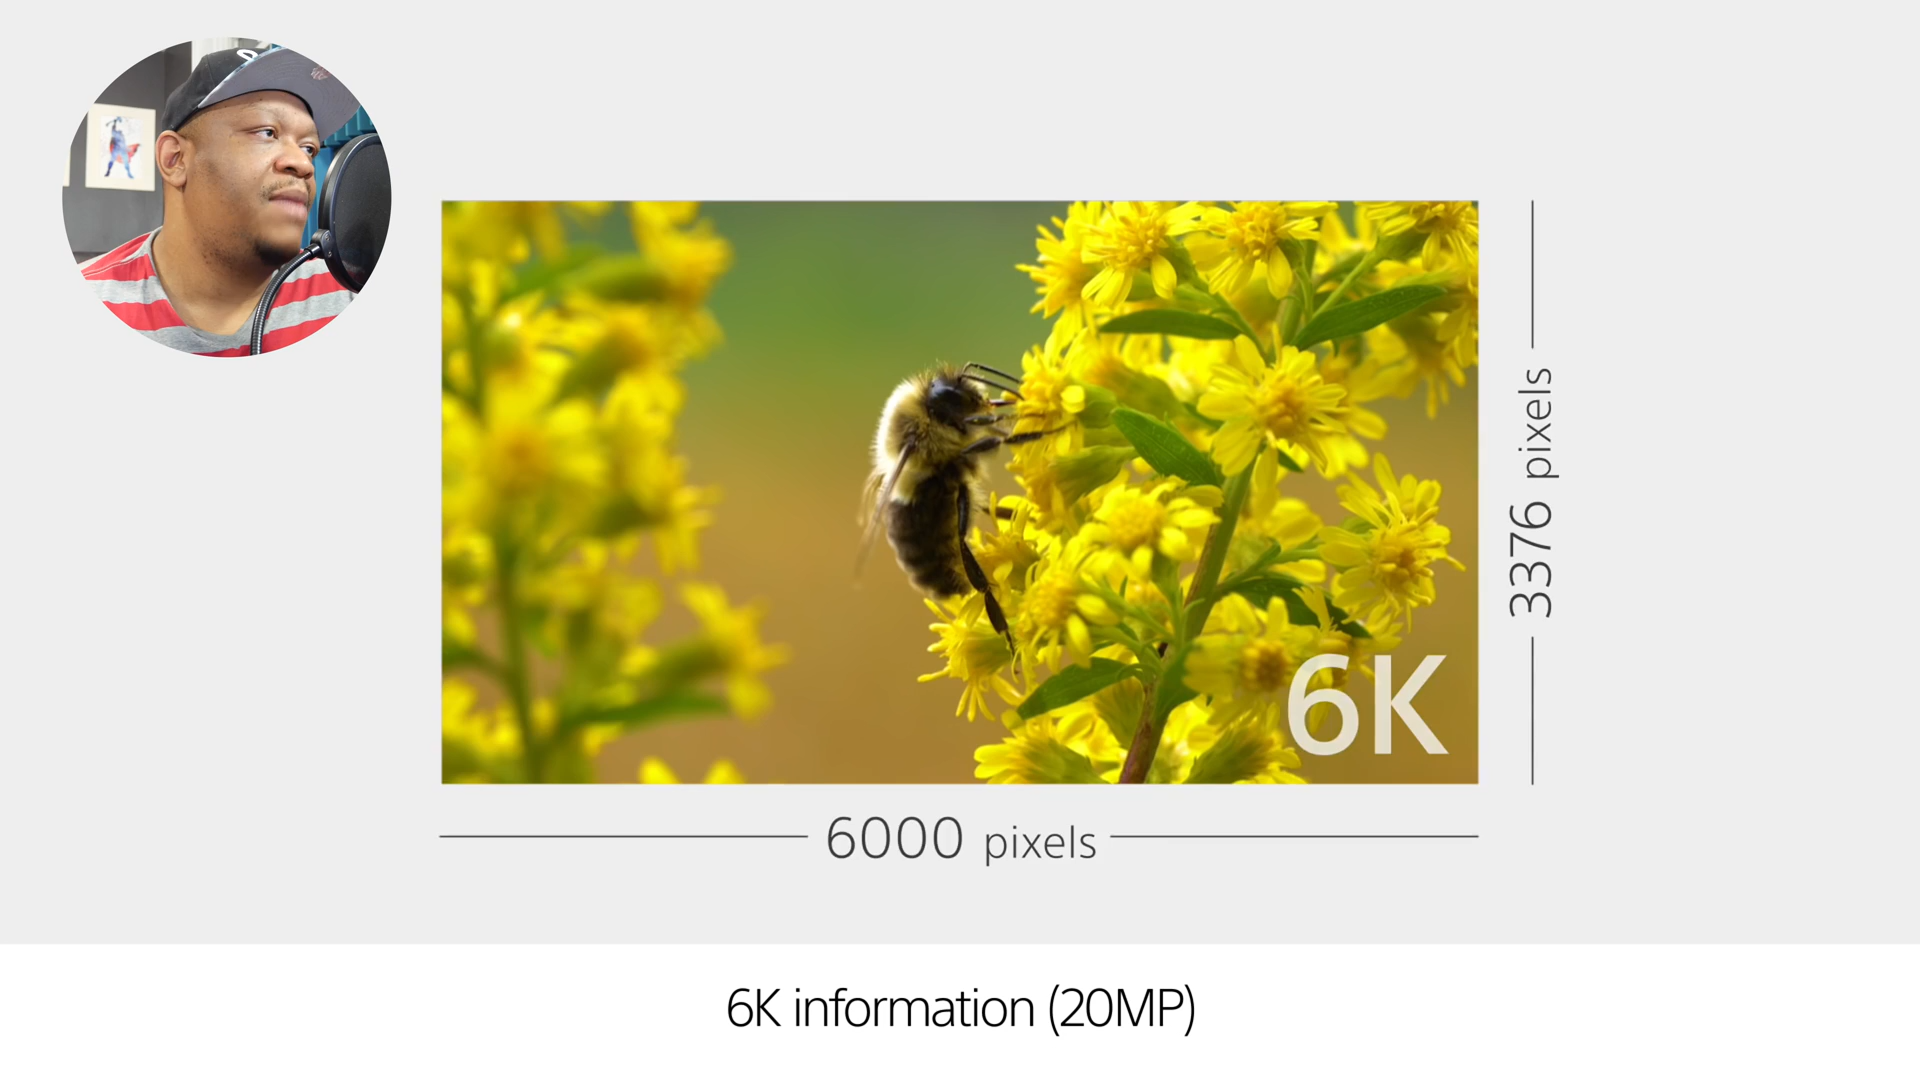 3376 pixels
6K
6000 pixels
6K information (20MP)